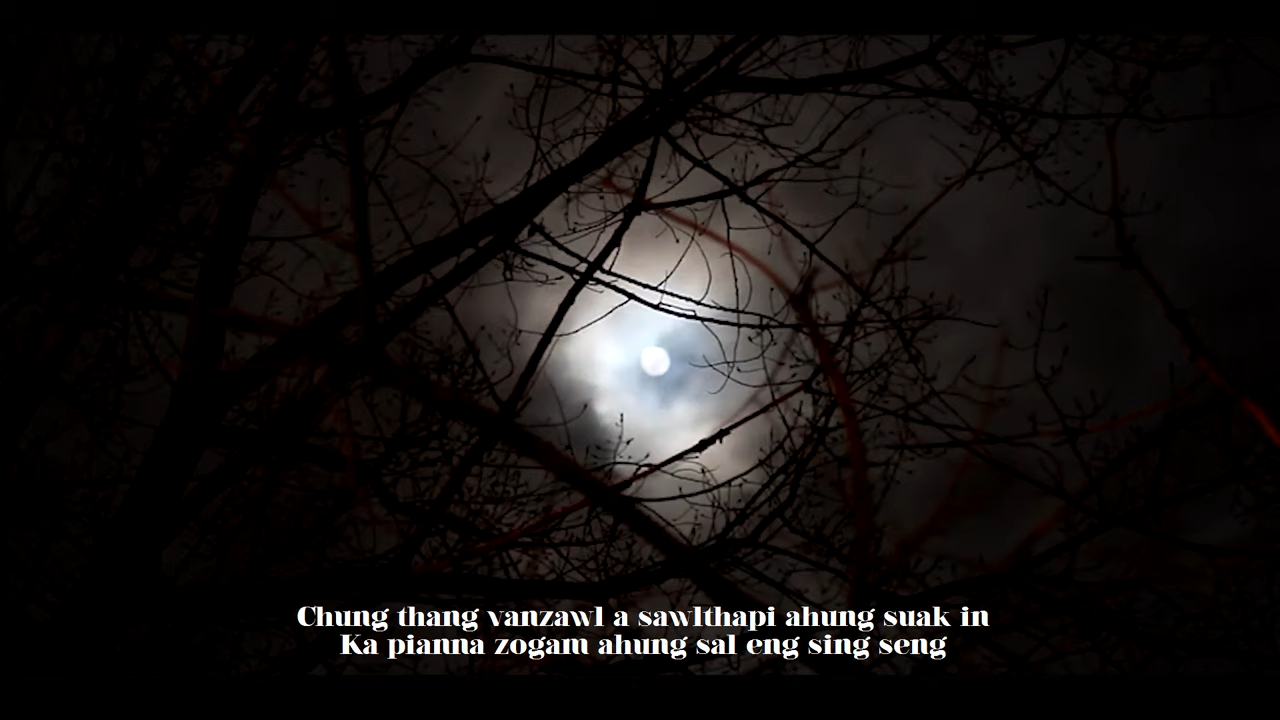 Chung thang vanzawl a sawlthapi ahung suak in
Ka pianna zogam ahung sal eng sing seng